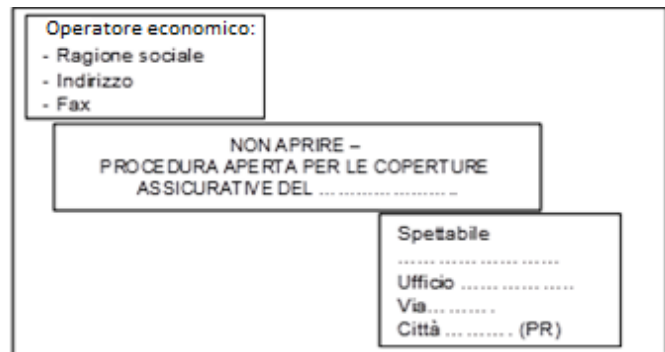 Operatore economico:
- Ragione sociale
- Indirizzo
- Fax
NON APRIRE –
PROCEDURA APERTA PER LE COPERTURE
ASSICURATIVE DEL ………………………..
Spettabile
……………………
Ufficio ………………..
Via……….
Città ………. (PR)